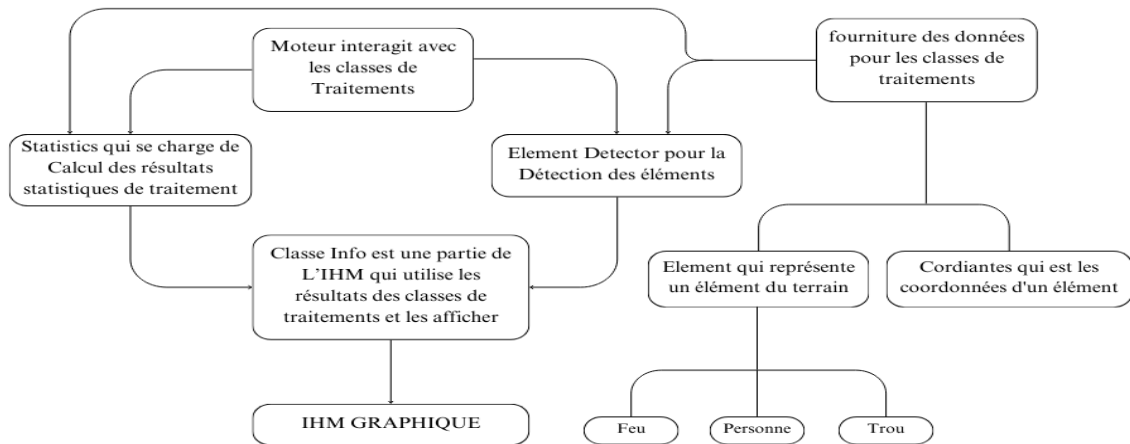 Moteur interagit avec
les classes de
Traitements
fourniture des données
pour les classes de
traitements
Statistics qui se charge de
Calcul des résultats
statistiques de traitement
Element Detector pour la
Détection des éléments
Classe Info est une partie de
L'IHM qui utilise les
résultats des classes de
traitements et les afficher
Element qui représente
un élément du terrain
Cordiantes qui est les
coordonnées d'un élément
IHM GRAPHIQUE
Feu
Personne
Trou